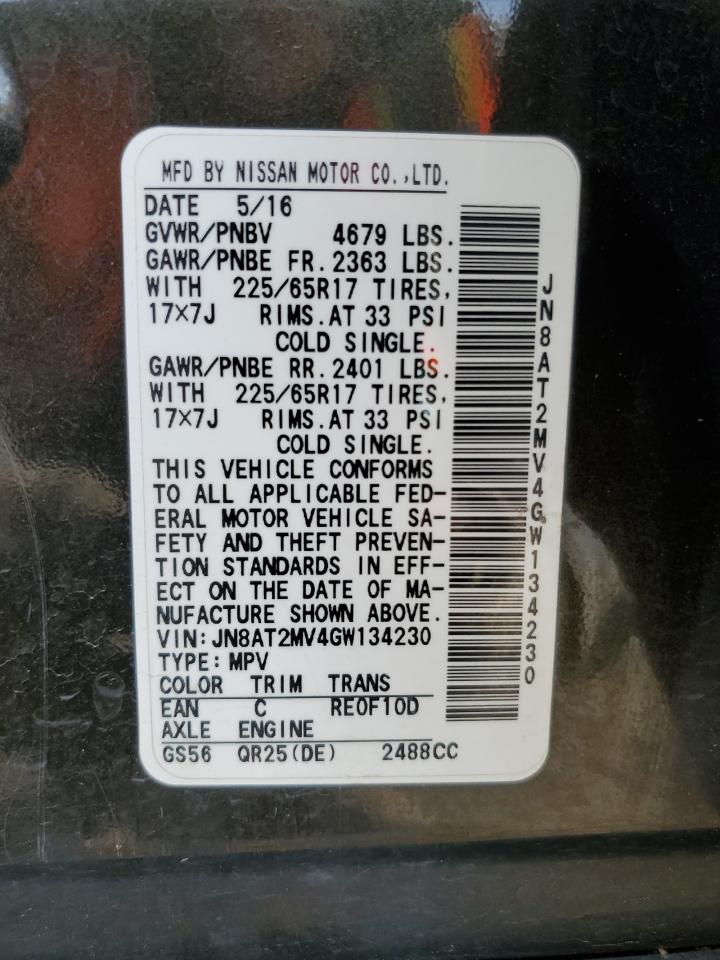 MFD BY NISSAN MOTOR CO.,LTD.
DATE 5/16
GVWR/PNBV 4679 LBS.
GAWR/PNBE FR. 2363 LBS.
WITH 225/65R17 TIRES,
17×7J RIMS. AT 33 PSI
COLD SINGLE.
GAWR/PNBE RR. 2401 LBS.
WITH 225/65R17 TIRES,
17×7J RIMS. AT 33 PSI
COLD SINGLE.
THIS VEHICLE CONFORMS
TO ALL APPLICABLE FED-
ERAL MOTOR VEHICLE SA-
FETY AND THEFT PREVEN-
TION STANDARDS IN EFF-
ECT ON THE DATE OF MA-
NUFACTURE SHOWN ABOVE.
VIN: JN8AT2MV4GW134230
TYPE: MPV
COLOR TRIM TRANS
EAN C RE0F10D
AXLE ENGINE
GS56 QR25(DE) 2488CC
JN8AT2MV4GW134230